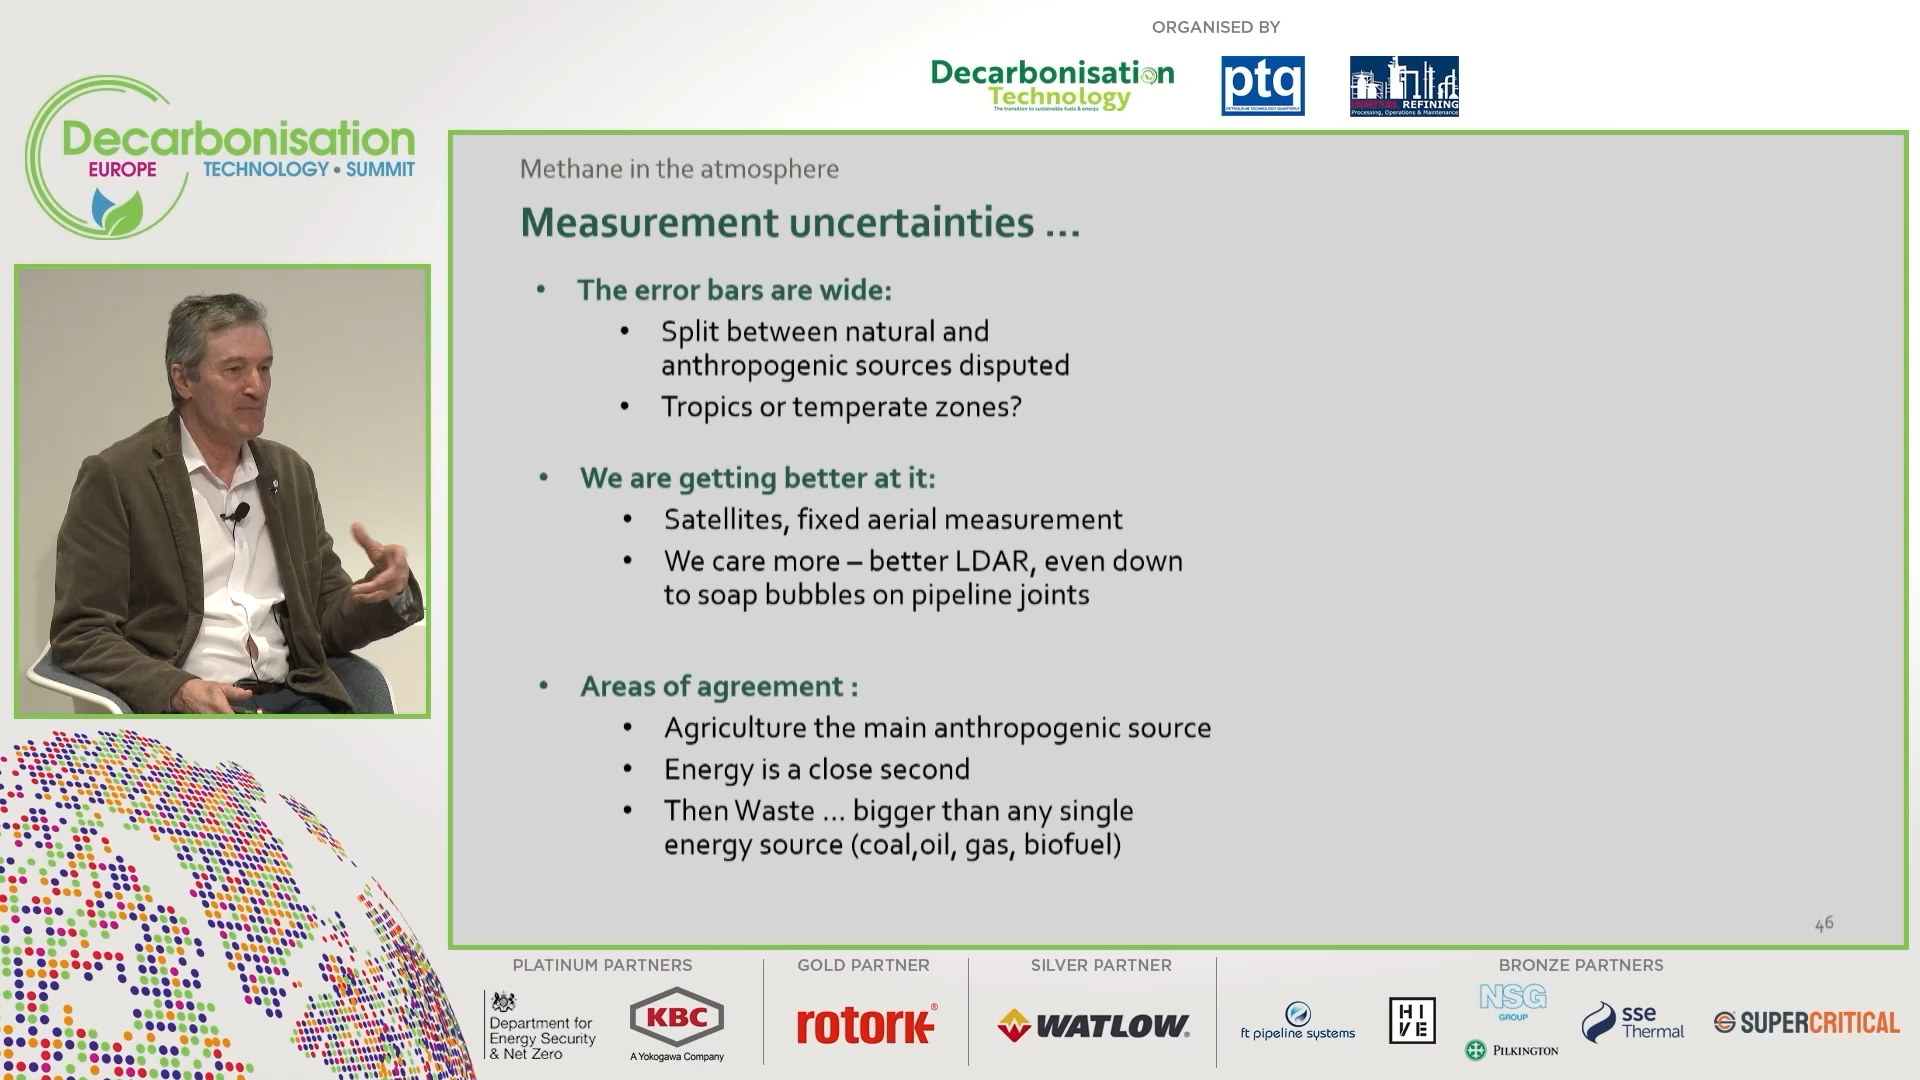 ORGANISED BY
Decarbonisation
Technology
The transition to sustainable fuels & energy
ptq
PETROLEUM TECHNOLOGY QUARTERLY
REFINING
Processing, Operations & Maintenance
Decarbonisation
EUROPE TECHNOLOGY • SUMMIT
Methane in the atmosphere
Measurement uncertainties ...
• The error bars are wide:
• Split between natural and
anthropogenic sources disputed
• Tropics or temperate zones?
• We are getting better at it:
• Satellites, fixed aerial measurement
• We care more – better LDAR, even down
to soap bubbles on pipeline joints
• Areas of agreement :
• Agriculture the main anthropogenic source
• Energy is a close second
• Then Waste ... bigger than any single
energy source (coal,oil, gas, biofuel)
46
PLATINUM PARTNERS
Department for
Energy Security
& Net Zero
KBC
A Yokogawa Company
GOLD PARTNER
rotork®
SILVER PARTNER
WATLOW®
BRONZE PARTNERS
ft pipeline systems
HI
VE
NSG
GROUP
PILKINGTON
sse
Thermal
SUPERCRITICAL